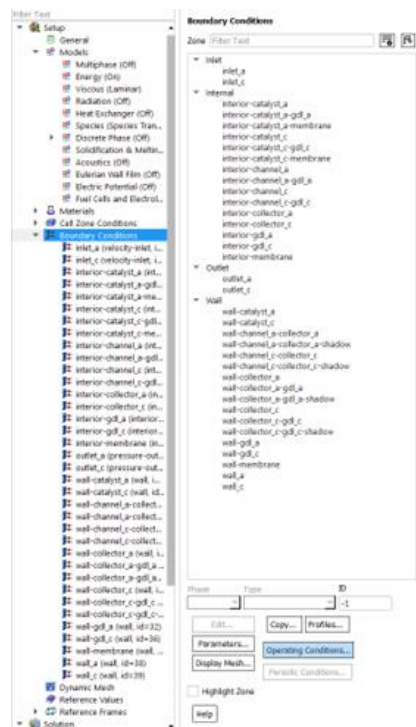 Filter Text
Setup
General
Models
Multiphase (Off)
Energy (On)
Viscous (Laminar)
Radiation (Off)
Heat Exchanger (Off)
Species (Species Tran...
Discrete Phase (Off)
Solidification & Meltin...
Acoustics (Off)
Eulerian Wall Film (Off)
Electric Potential (Off)
Fuel Cells and Electrol...
Materials
Cell Zone Conditions
Boundary Conditions
inlet_a (velocity-inlet, i...
inlet_c (velocity-inlet, i...
interior-catalyst_a (int...
interior-catalyst_a-gdl...
interior-catalyst_a-me...
interior-catalyst_c (int...
interior-catalyst_c-gdl...
interior-catalyst_c-me...
interior-channel_a (int...
interior-channel_a-gdl...
interior-channel_c (int...
interior-channel_c-gdl...
interior-collector_a (in...
interior-collector_c (in...
interior-gdl_a (interior...
interior-gdl_c (interior...
interior-membrane (in...
outlet_a (pressure-out...
outlet_c (pressure-out...
wall-catalyst_a (wall, i...
wall-catalyst_c (wall, id...
wall-channel_a-collect...
wall-channel_a-collect...
wall-channel_c-collect...
wall-channel_c-collect...
wall-collector_a (wall, i...
wall-collector_a-gdl_a ...
wall-collector_a-gdl_a...
wall-collector_c (wall, i...
wall-collector_c-gdl_c ...
wall-collector_c-gdl_c-...
wall-gdl_a (wall, id=32)
wall-gdl_c (wall, id=36)
wall-membrane (wall, ...
wall_a (wall, id=38)
wall_c (wall, id=39)
Dynamic Mesh
Reference Values
Reference Frames
Solution
Boundary Conditions
Zone Filter Text
Inlet
inlet_a
inlet_c
Internal
interior-catalyst_a
interior-catalyst_a-gdl_a
interior-catalyst_a-membrane
interior-catalyst_c
interior-catalyst_c-gdl_c
interior-catalyst_c-membrane
interior-channel_a
interior-channel_a-gdl_a
interior-channel_c
interior-channel_c-gdl_c
interior-collector_a
interior-collector_c
interior-gdl_a
interior-gdl_c
interior-membrane
Outlet
outlet_a
outlet_c
Wall
wall-catalyst_a
wall-catalyst_c
wall-channel_a-collector_a
wall-channel_a-collector_a-shadow
wall-channel_c-collector_c
wall-channel_c-collector_c-shadow
wall-collector_a
wall-collector_a-gdl_a
wall-collector_a-gdl_a-shadow
wall-collector_c
wall-collector_c-gdl_c
wall-collector_c-gdl_c-shadow
wall-gdl_a
wall-gdl_c
wall-membrane
wall_a
wall_c
Phase Type ID
-1
Edit... Copy... Profiles...
Parameters... Operating Conditions...
Display Mesh... Periodic Conditions...
Highlight Zone
Help